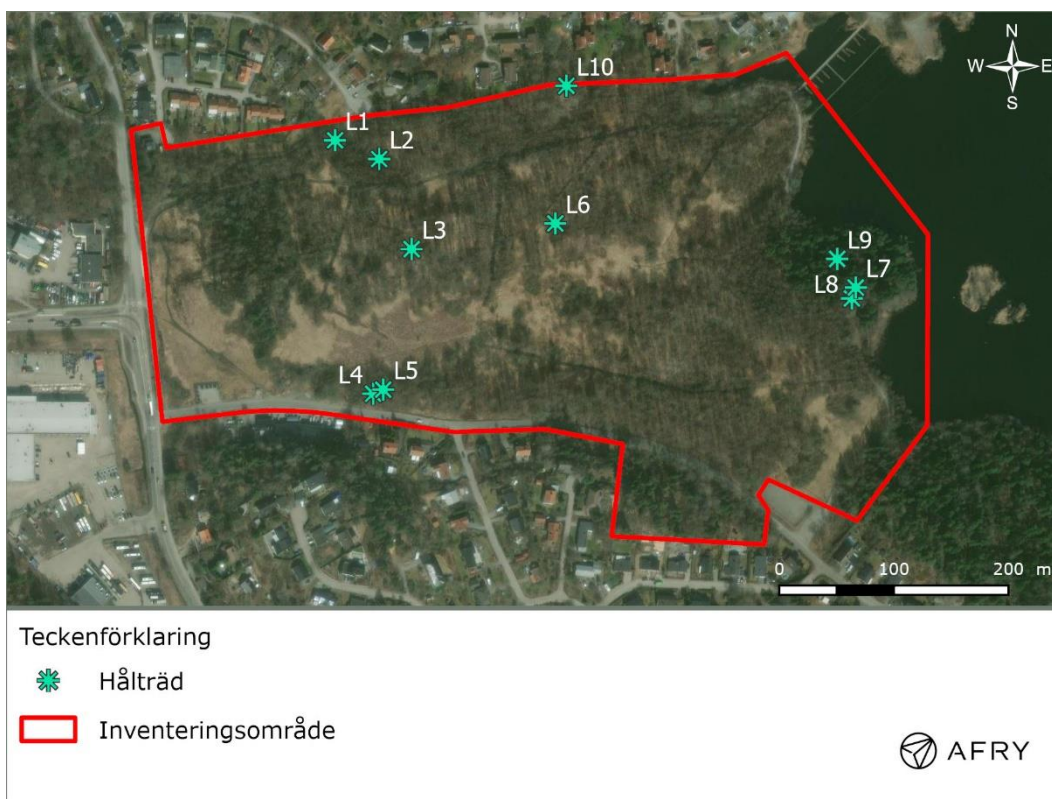 L10
N
W E
S
L1
L2
L6
L3
L9
L7
L8
L5
L4
0 100 200 m
Teckenförklaring
Hålträd
Inventeringsområde
AFRY